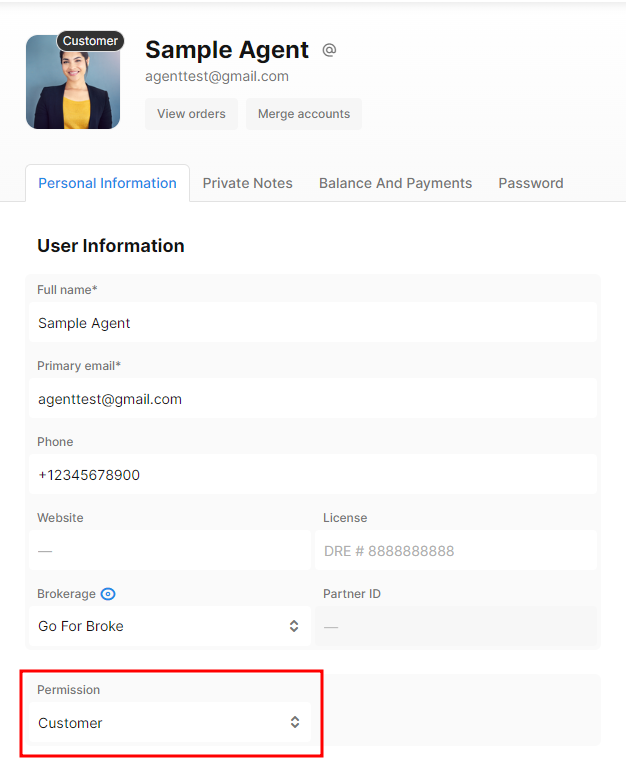 Customer
Sample Agent @
agenttest@gmail.com
View orders Merge accounts
Personal Information Private Notes Balance And Payments Password
User Information
Full name*
Sample Agent
Primary email*
agenttest@gmail.com
Phone
+12345678900
Website License
— DRE # 8888888888
Brokerage Partner ID
Go For Broke —
Permission
Customer